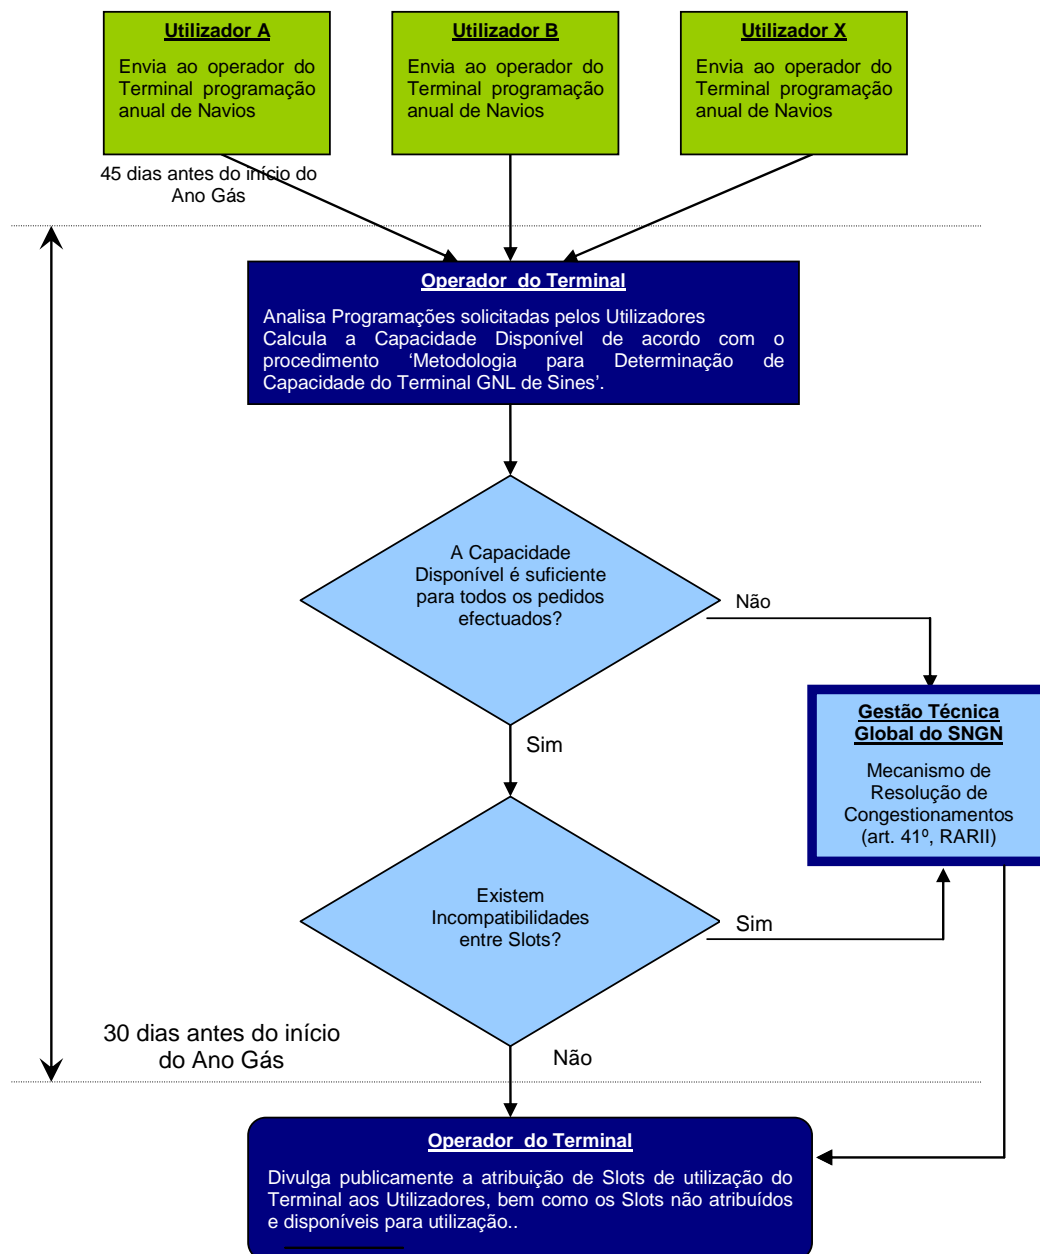 Utilizador A
Envia ao operador do
Terminal programação
anual de Navios
Utilizador B
Envia ao operador do
Terminal programação
anual de Navios
Utilizador X
Envia ao operador do
Terminal programação
anual de Navios
45 dias antes do início do
Ano Gás
Operador do Terminal
Analisa Programações solicitadas pelos Utilizadores
Calcula a Capacidade Disponível de acordo com o
procedimento ‘Metodologia para Determinação de
Capacidade do Terminal GNL de Sines’.
A Capacidade
Disponível é suficiente
para todos os pedidos
efectuados?
Não
Gestão Técnica
Global do SNGN
Mecanismo de
Resolução de
Congestionamentos
(art. 41º, RARII)
Sim
Existem
Incompatibilidades
entre Slots?
Sim
30 dias antes do início
do Ano Gás
Não
Operador do Terminal
Divulga publicamente a atribuição de Slots de utilização do
Terminal aos Utilizadores, bem como os Slots não atribuídos
e disponíveis para utilização..